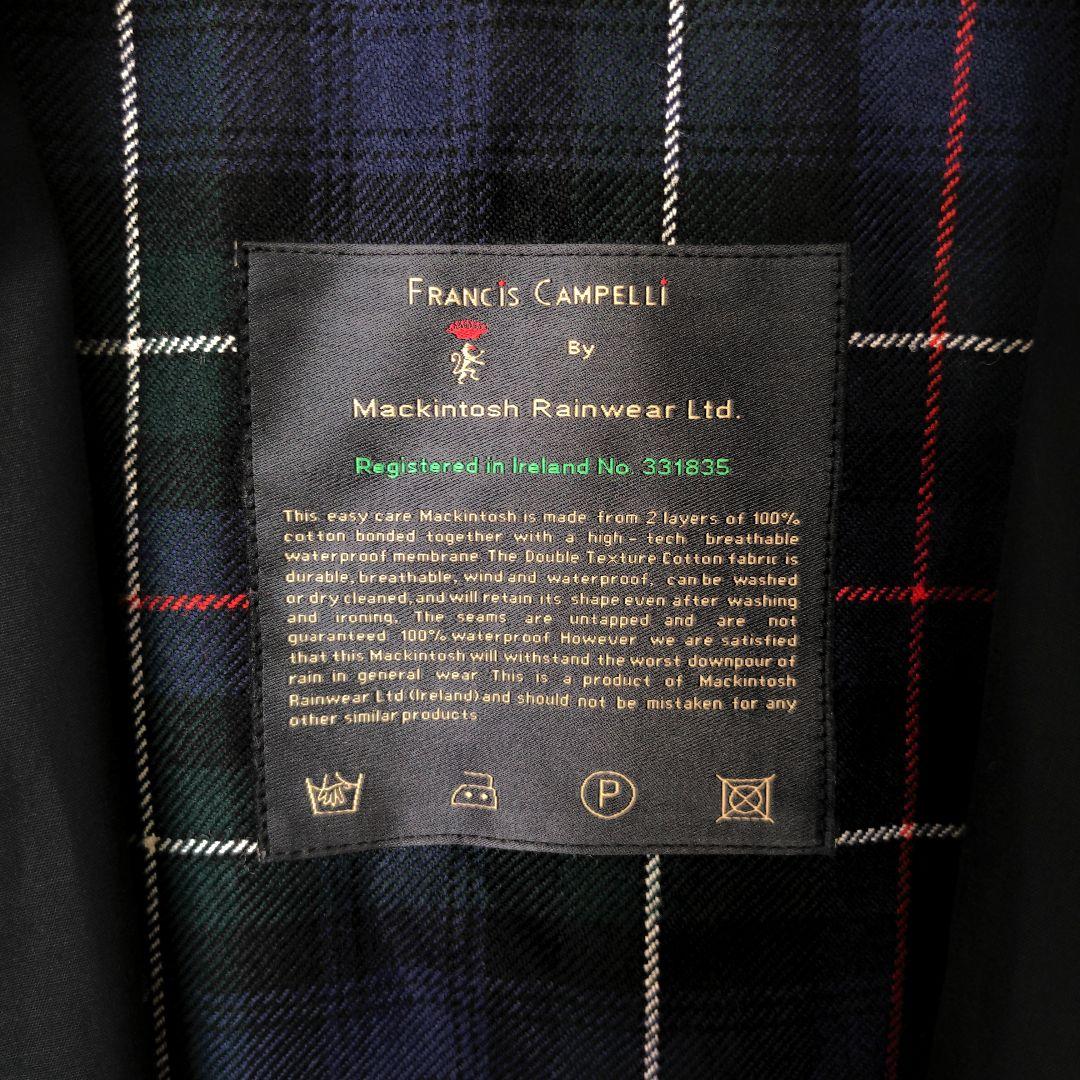 FRANCiS CAMPELLi
By
Mackintosh Rainwear Ltd.
Registered in Ireland No. 331835
This easy care Mackintosh is made from 2 layers of 100%
cotton bonded together with a high - tech breathable
waterproof membrane. The Double Texture Cotton fabric is
durable, breathable, wind and waterproof, can be washed
or dry cleaned, and will retain its shape even after washing
and ironing. The seams are untapped and are not
guaranteed 100% waterproof However we are satisfied
that this Mackintosh will withstand the worst downpour of
rain in general wear. This is a product of Mackintosh
Rainwear Ltd (Ireland) and should not be mistaken for any
other similar products
P